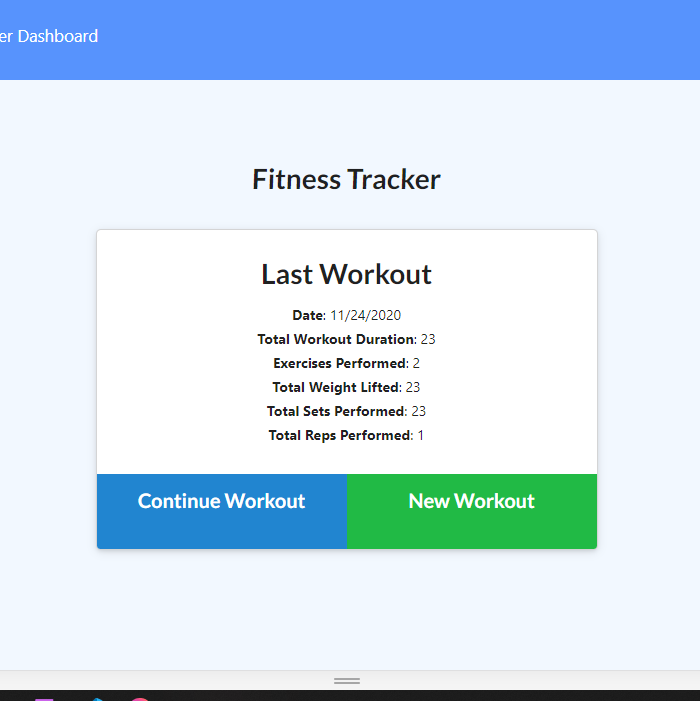 Dashboard
Fitness Tracker
Last Workout
Date: 11/24/2020
Total Workout Duration: 23
Exercises Performed: 2
Total Weight Lifted: 23
Total Sets Performed: 23
Total Reps Performed: 1
Continue Workout
New Workout